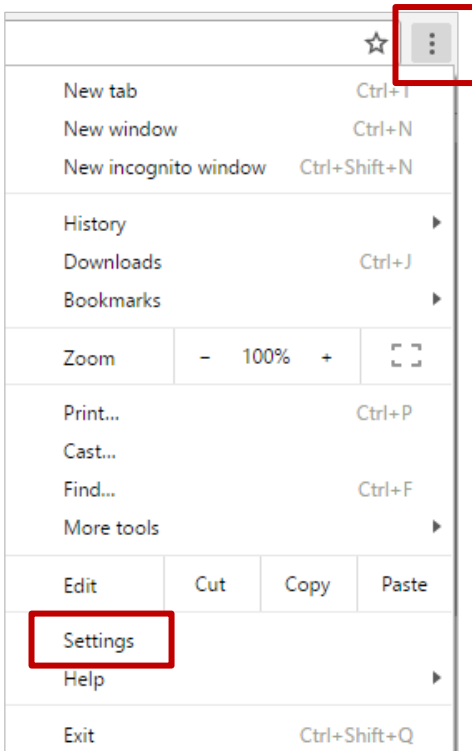 New tab Ctrl+T
New window Ctrl+N
New incognito window Ctrl+Shift+N
History
Downloads Ctrl+J
Bookmarks
Zoom - 100% +
Print... Ctrl+P
Cast...
Find... Ctrl+F
More tools
Edit Cut Copy Paste
Settings
Help
Exit Ctrl+Shift+Q